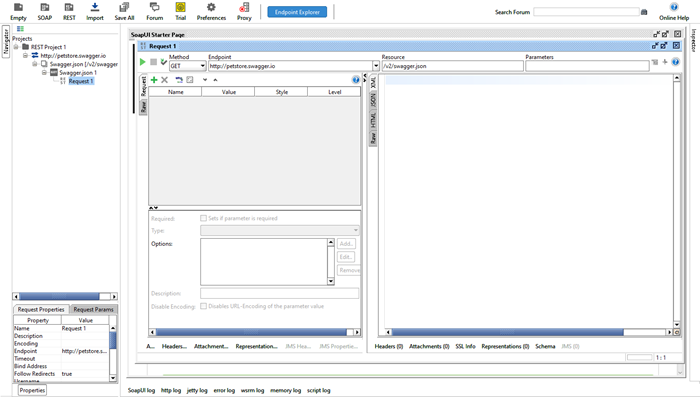 Empty SOAP REST Import Save All Forum Trial Preferences Proxy Endpoint Explorer Search Forum Online Help
Navigator
Projects
REST Project 1
http://petstore.swagger.io
Swagger.json [/v2/swagger
Swagger.json 1
Request 1
SoapUI Starter Page
Request 1
Method Endpoint Resource Parameters
GET http://petstore.swagger.io /v2/swagger.json
Request
Raw
Name Value Style Level
Required: Sets if parameter is required
Type:
Options:
Add..
Edit..
Remove
Description:
Disable Encoding: Disables URL-Encoding of the parameter value
A... Headers... Attachment... Representation... JMS Hea... JMS Propertie...
XML
JSON
HTML
Raw
Headers (0) Attachments (0) SSL Info Representations (0) Schema JMS (0)
1 : 1
Inspector
Request Properties Request Params
Property Value
Name Request 1
Description
Encoding
Endpoint http://petstore.s...
Timeout
Bind Address
Follow Redirects true
Username
Properties
SoapUI log http log jetty log error log wsrm log memory log script log